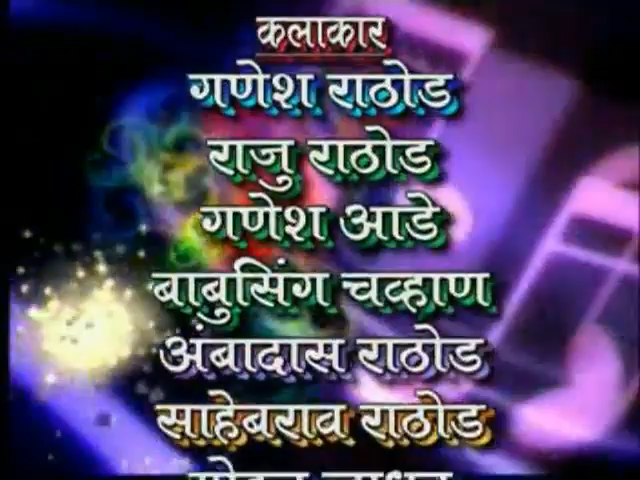 कलाकार
गणेश राठोड
राजु राठोड
गणेश आडे
बाबुसिंग चव्हाण
अंबादास राठोड
साहेबराव राठोड